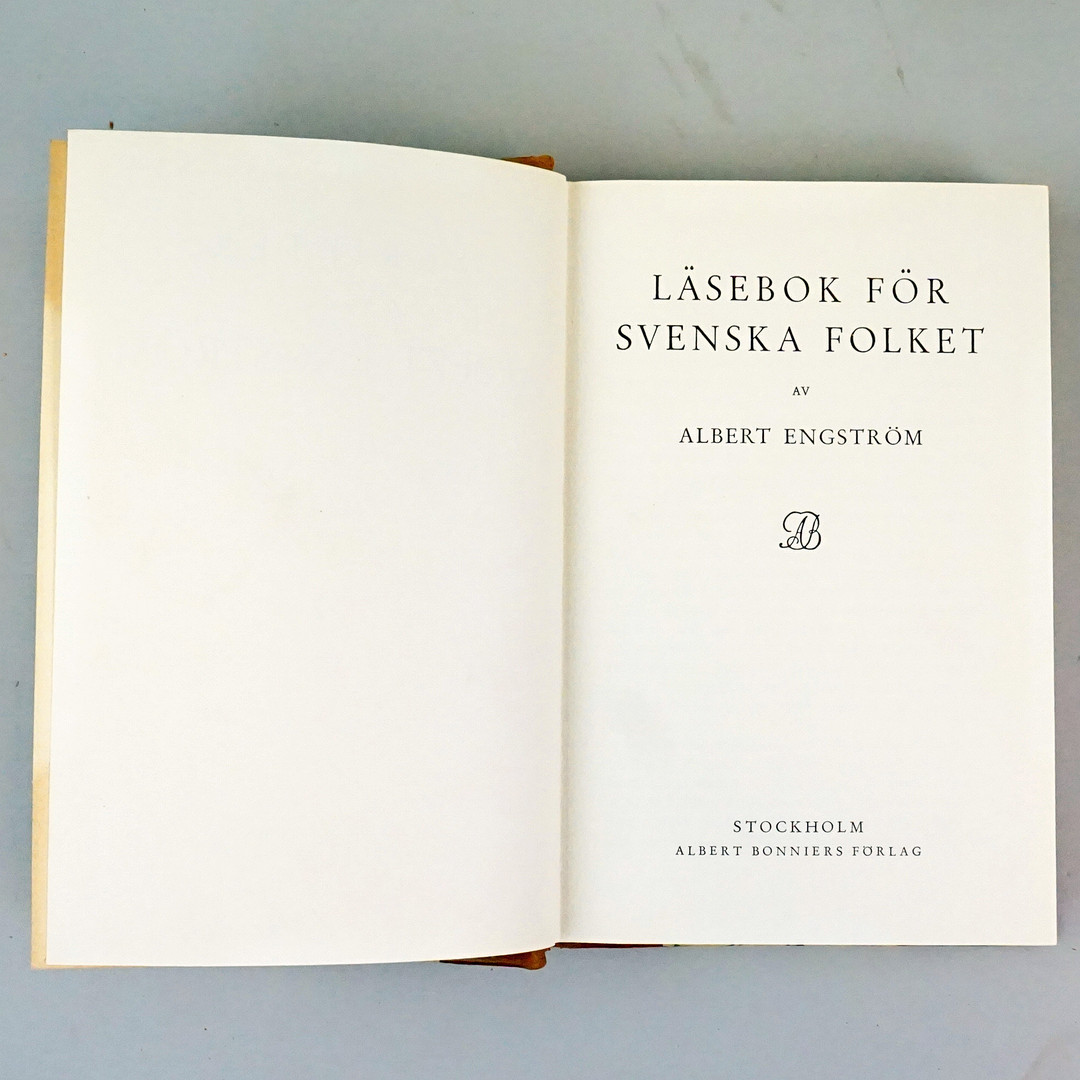 LÄSEBOK FÖR
SVENSKA FOLKET
AV
ALBERT ENGSTRÖM
AB
STOCKHOLM
ALBERT BONNIERS FÖRLAG